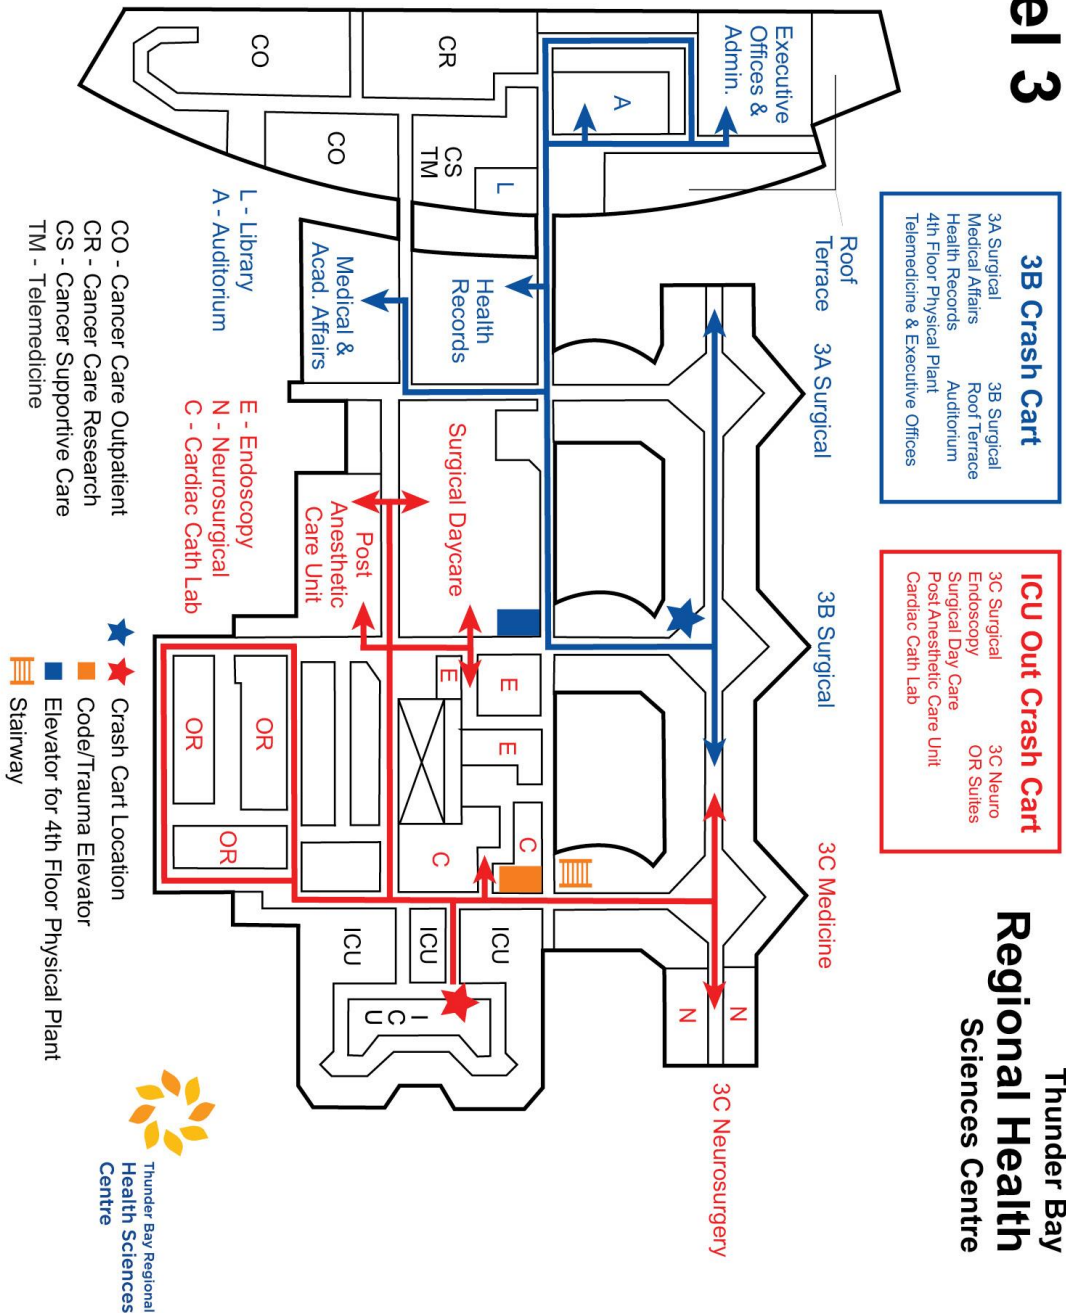 el 3
3B Crash Cart
3A Surgical 3B Surgical
Medical Affairs Roof Terrace
Health Records Auditorium
4th Floor Physical Plant
Telemedicine & Executive Offices
ICU Out Crash Cart
3C Surgical 3C Neuro
Endoscopy OR Suites
Surgical Day Care
Post Anesthetic Care Unit
Cardiac Cath Lab
Thunder Bay
Regional Health
Sciences Centre
Executive
Offices &
Admin.
A
Roof
Terrace
3A Surgical
3B Surgical
3C Medicine
3C Neurosurgery
N
N
CO
CR
CO
CS
TM
L
Health
Records
Medical &
Acad. Affairs
Surgical Daycare
Post
Anesthetic
Care Unit
E
E
E
C
C
OR
OR
OR
ICU
ICU
ICU
I
C
U
L - Library
A - Auditorium
E - Endoscopy
N - Neurosurgical
C - Cardiac Cath Lab
CO - Cancer Care Outpatient
CR - Cancer Care Research
CS - Cancer Supportive Care
TM - Telemedicine
Crash Cart Location
Code/Trauma Elevator
Elevator for 4th Floor Physical Plant
Stairway
Thunder Bay Regional
Health Sciences
Centre